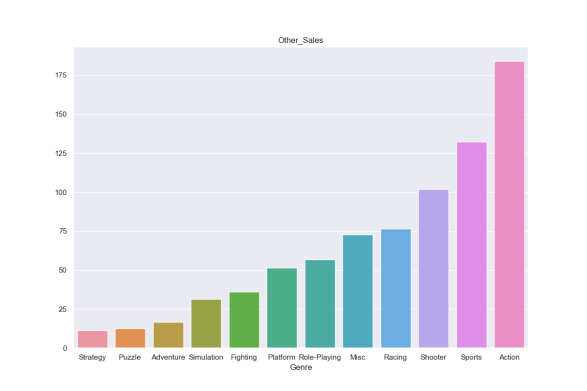 Other_Sales
175
150
125
100
75
50
25
0
Strategy Puzzle Adventure Simulation Fighting Platform Role-Playing Misc Racing Shooter Sports Action
Genre